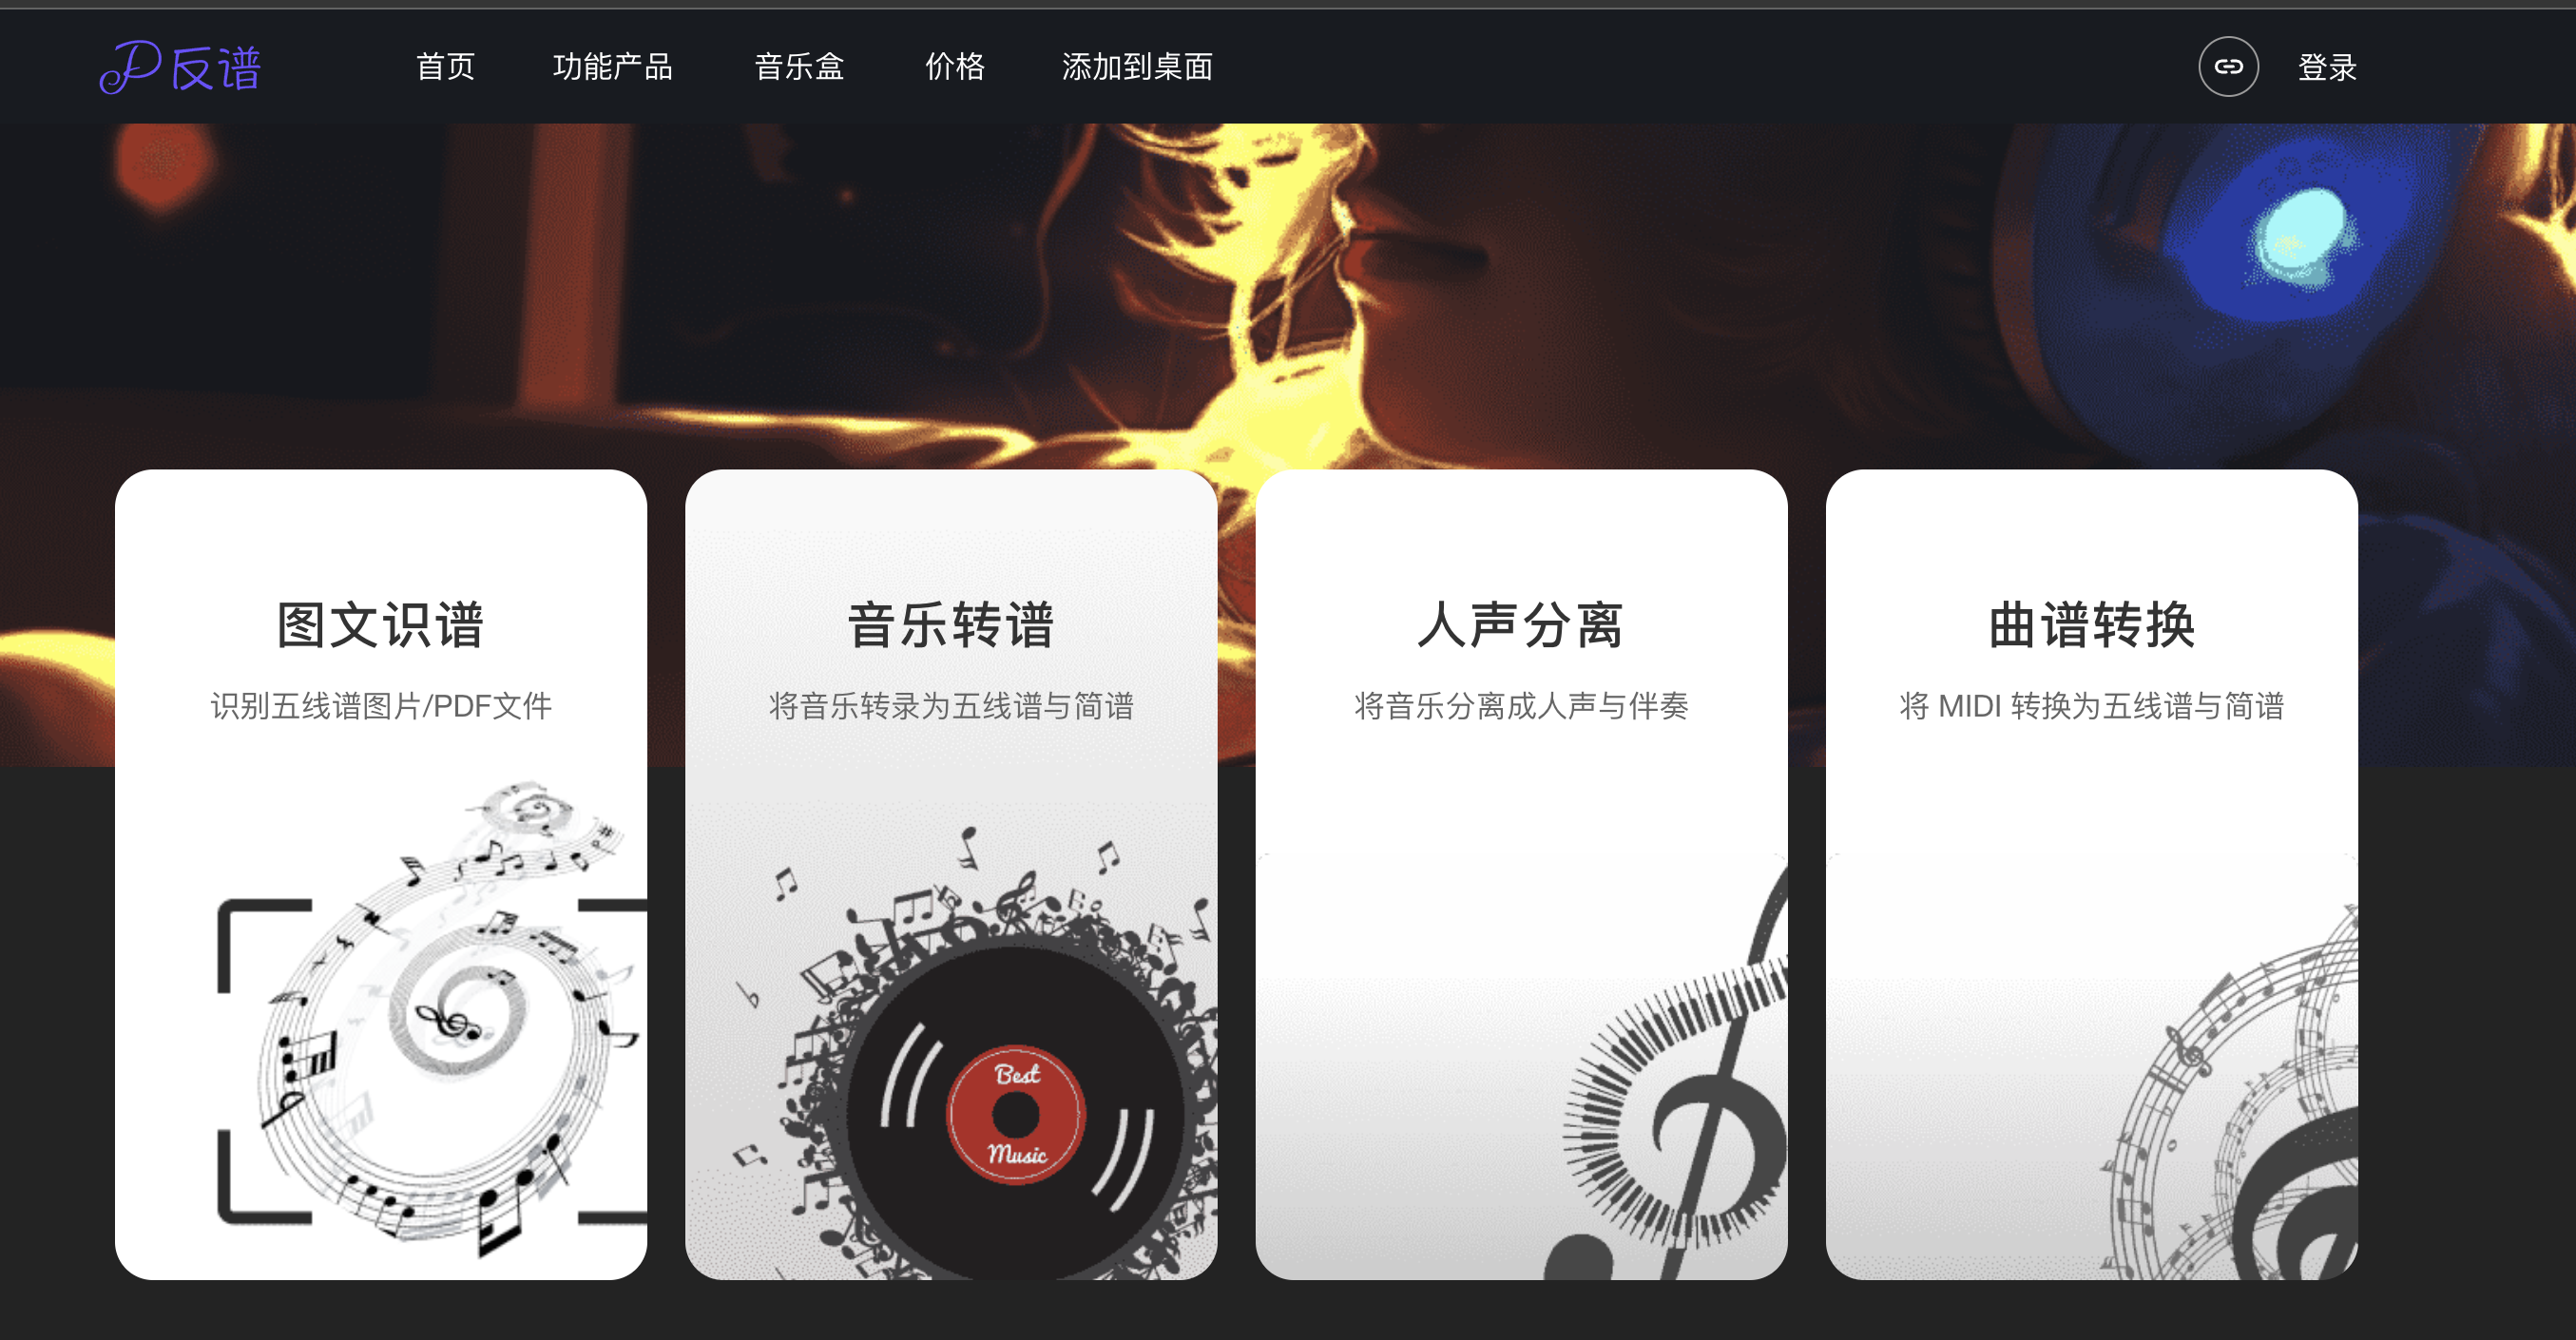 反谱
首页
功能产品
音乐盒
价格
添加到桌面
登录
图文识谱
识别五线谱图片/PDF文件
音乐转谱
将音乐转录为五线谱与简谱
人声分离
将音乐分离成人声与伴奏
曲谱转换
将 MIDI 转换为五线谱与简谱
Best
Music